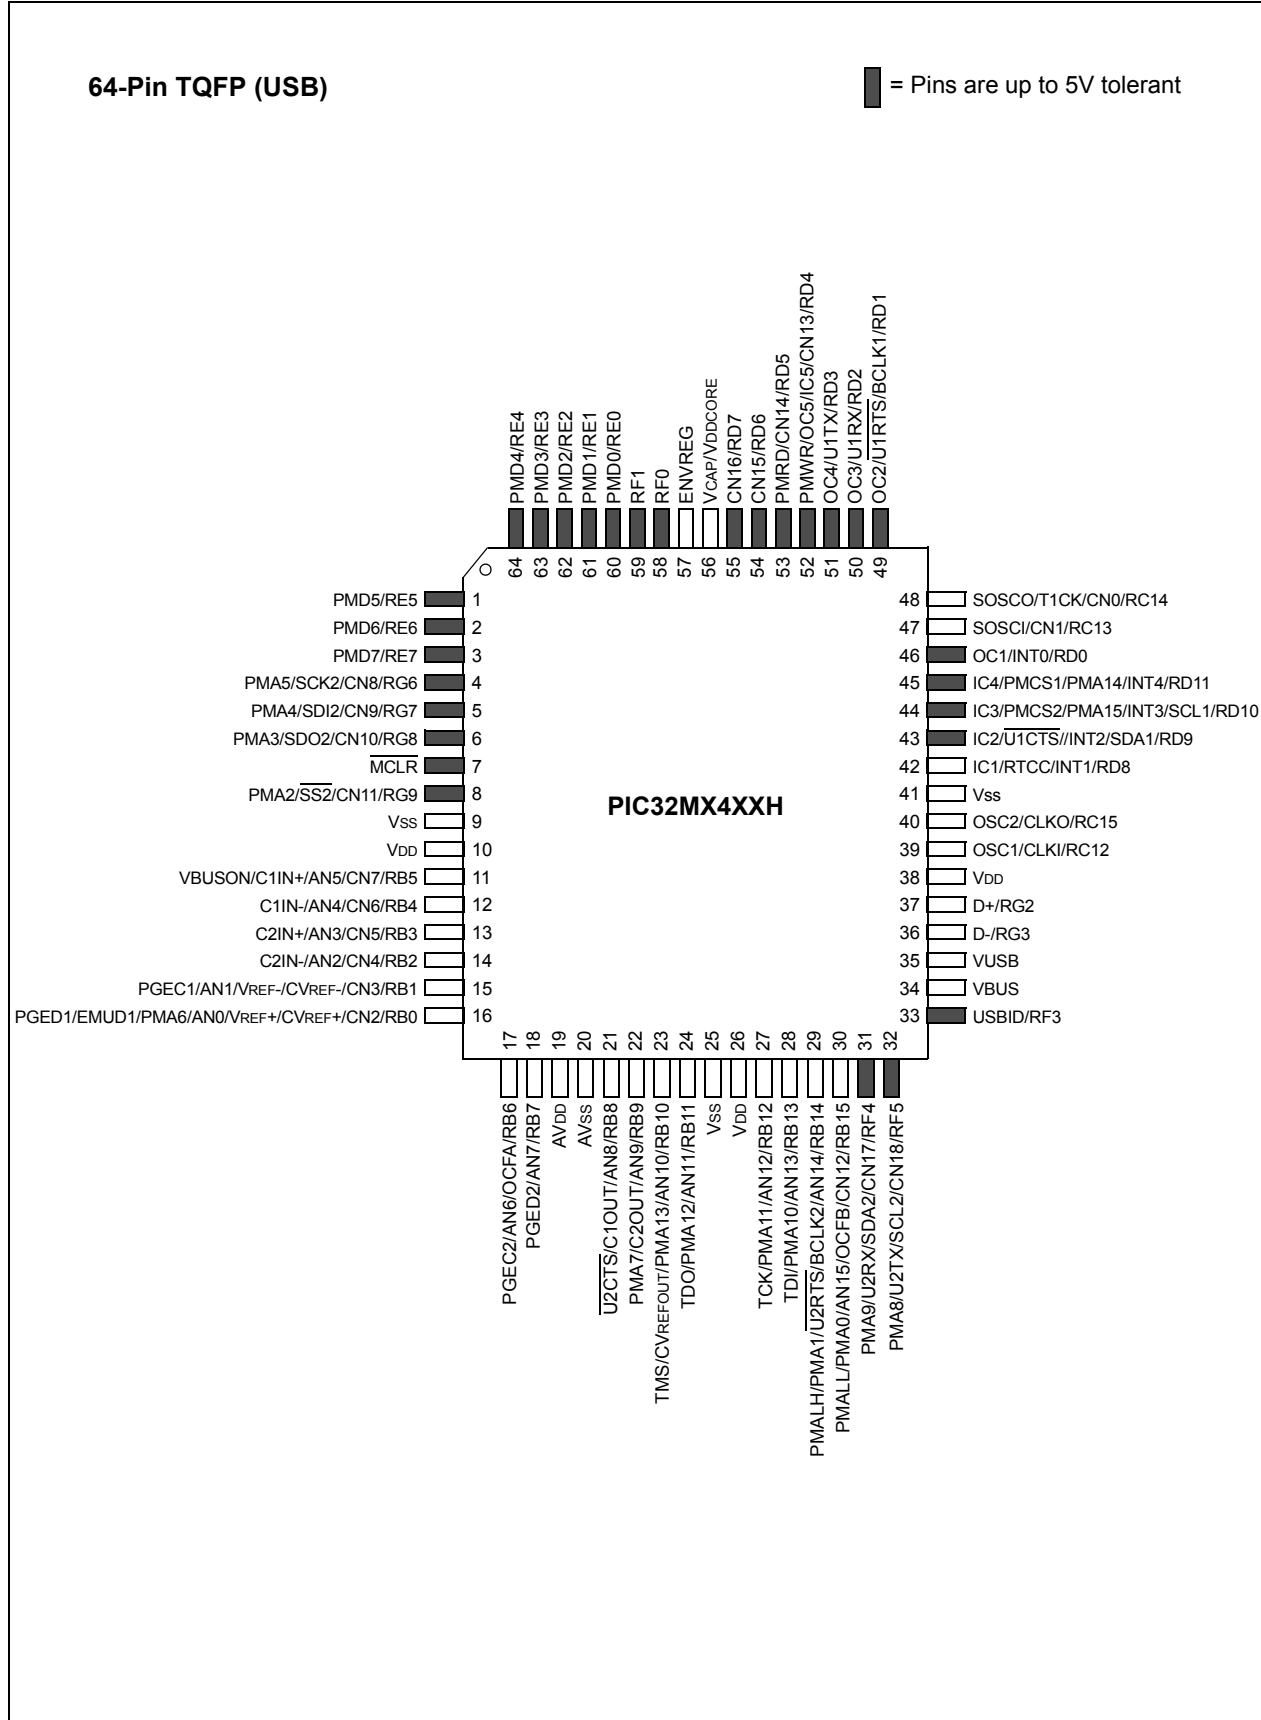 64-Pin TQFP (USB)
= Pins are up to 5V tolerant
PMD4/RE4
PMD3/RE3
PMD2/RE2
PMD1/RE1
PMD0/RE0
RF1
RF0
ENVREG
VCAP/VDDCORE
CN16/RD7
CN15/RD6
PMRD/CN14/RD5
PMWR/OC5/IC5/CN13/RD4
OC4/U1TX/RD3
OC3/U1RX/RD2
OC2/U1RTS/BCLK1/RD1
64
63
62
61
60
59
58
57
56
55
54
53
52
51
50
49
PMD5/RE5 1
PMD6/RE6 2
PMD7/RE7 3
PMA5/SCK2/CN8/RG6 4
PMA4/SDI2/CN9/RG7 5
PMA3/SDO2/CN10/RG8 6
MCLR 7
PMA2/SS2/CN11/RG9 8
VSS 9
VDD 10
VBUSON/C1IN+/AN5/CN7/RB5 11
C1IN-/AN4/CN6/RB4 12
C2IN+/AN3/CN5/RB3 13
C2IN-/AN2/CN4/RB2 14
PGEC1/AN1/VREF-/CVREF-/CN3/RB1 15
PGED1/EMUD1/PMA6/AN0/VREF+/CVREF+/CN2/RB0 16
PIC32MX4XXH
48 SOSCO/T1CK/CN0/RC14
47 SOSCI/CN1/RC13
46 OC1/INT0/RD0
45 IC4/PMCS1/PMA14/INT4/RD11
44 IC3/PMCS2/PMA15/INT3/SCL1/RD10
43 IC2/U1CTS//INT2/SDA1/RD9
42 IC1/RTCC/INT1/RD8
41 Vss
40 OSC2/CLKO/RC15
39 OSC1/CLKI/RC12
38 VDD
37 D+/RG2
36 D-/RG3
35 VUSB
34 VBUS
33 USBID/RF3
17
18
19
20
21
22
23
24
25
26
27
28
29
30
31
32
PGEC2/AN6/OCFA/RB6
PGED2/AN7/RB7
AVDD
AVSS
U2CTS/C1OUT/AN8/RB8
PMA7/C2OUT/AN9/RB9
TMS/CVREFOUT/PMA13/AN10/RB10
TDO/PMA12/AN11/RB11
VSS
VDD
TCK/PMA11/AN12/RB12
TDI/PMA10/AN13/RB13
PMALH/PMA1/U2RTS/BCLK2/AN14/RB14
PMALL/PMA0/AN15/OCFB/CN12/RB15
PMA9/U2RX/SDA2/CN17/RF4
PMA8/U2TX/SCL2/CN18/RF5